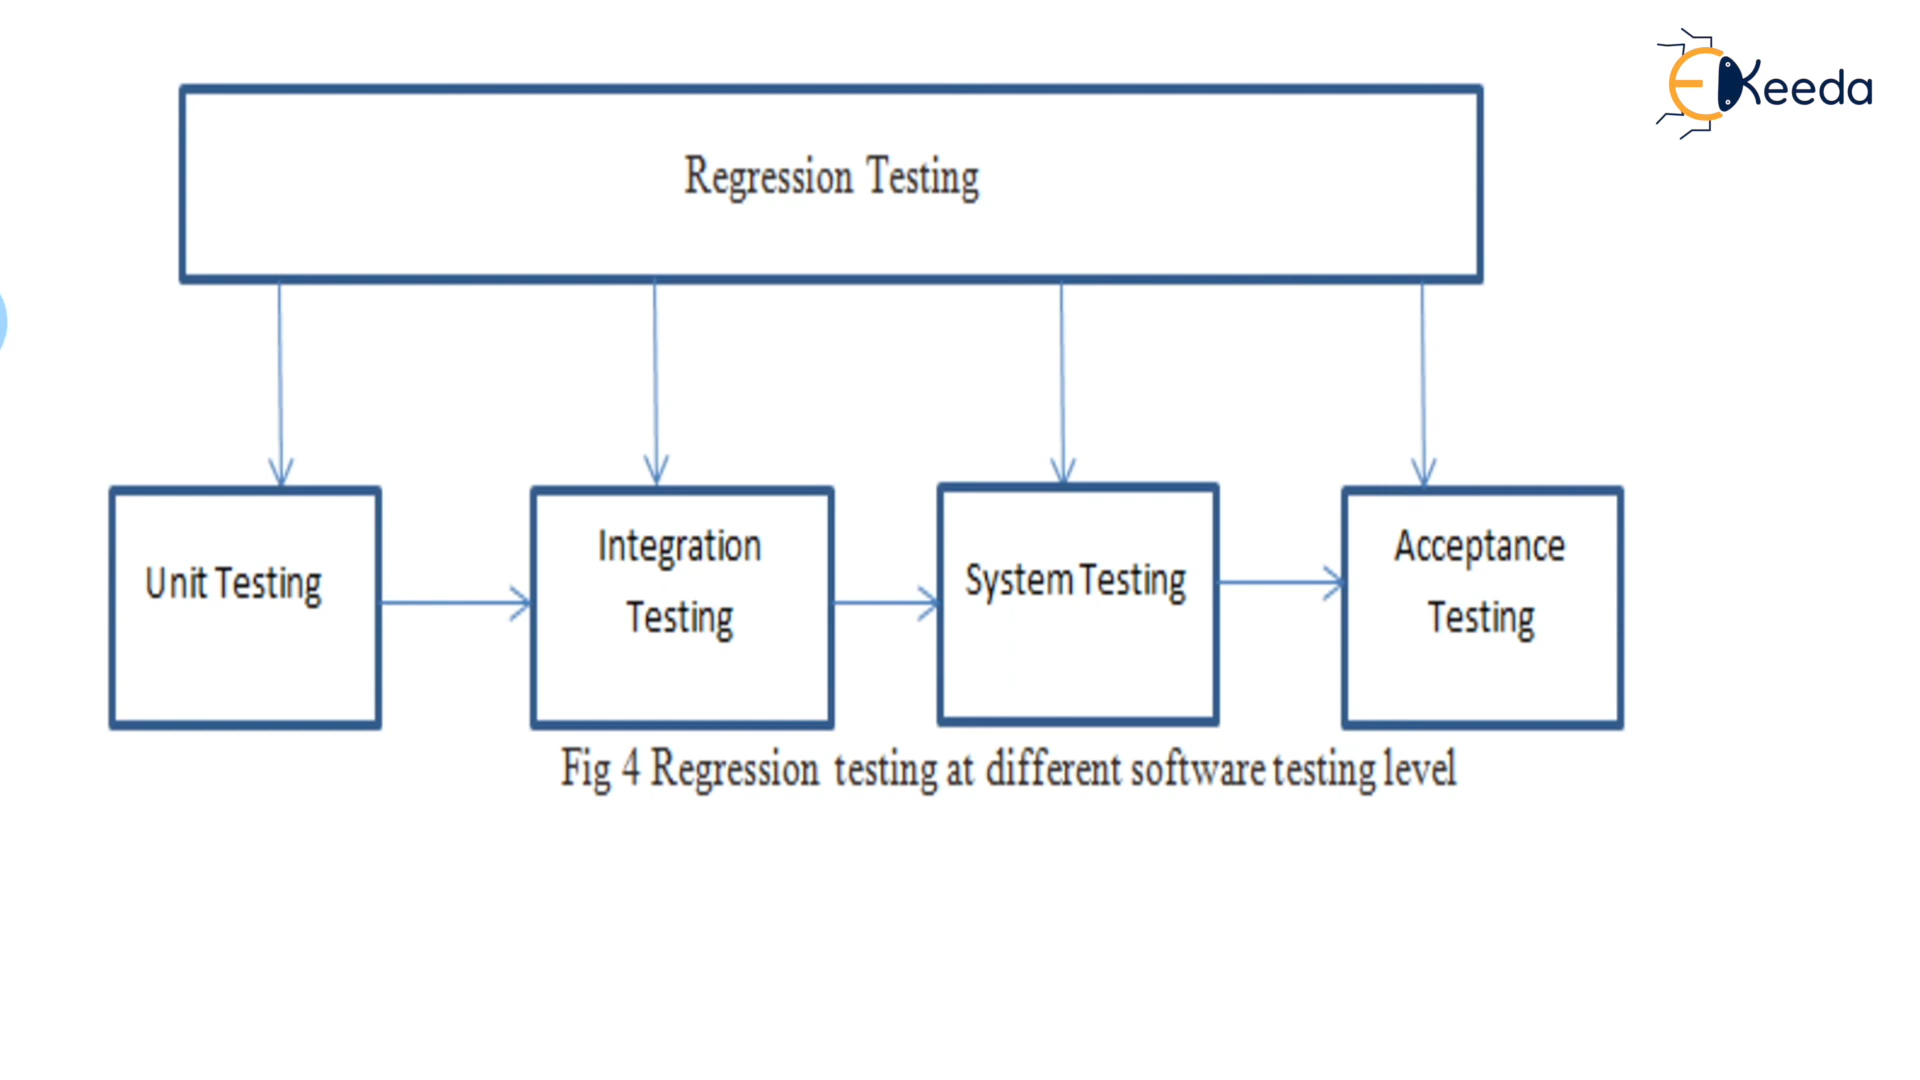 EKeeda
Regression Testing
Unit Testing
Integration
Testing
System Testing
Acceptance
Testing
Fig 4 Regression testing at different software testing level